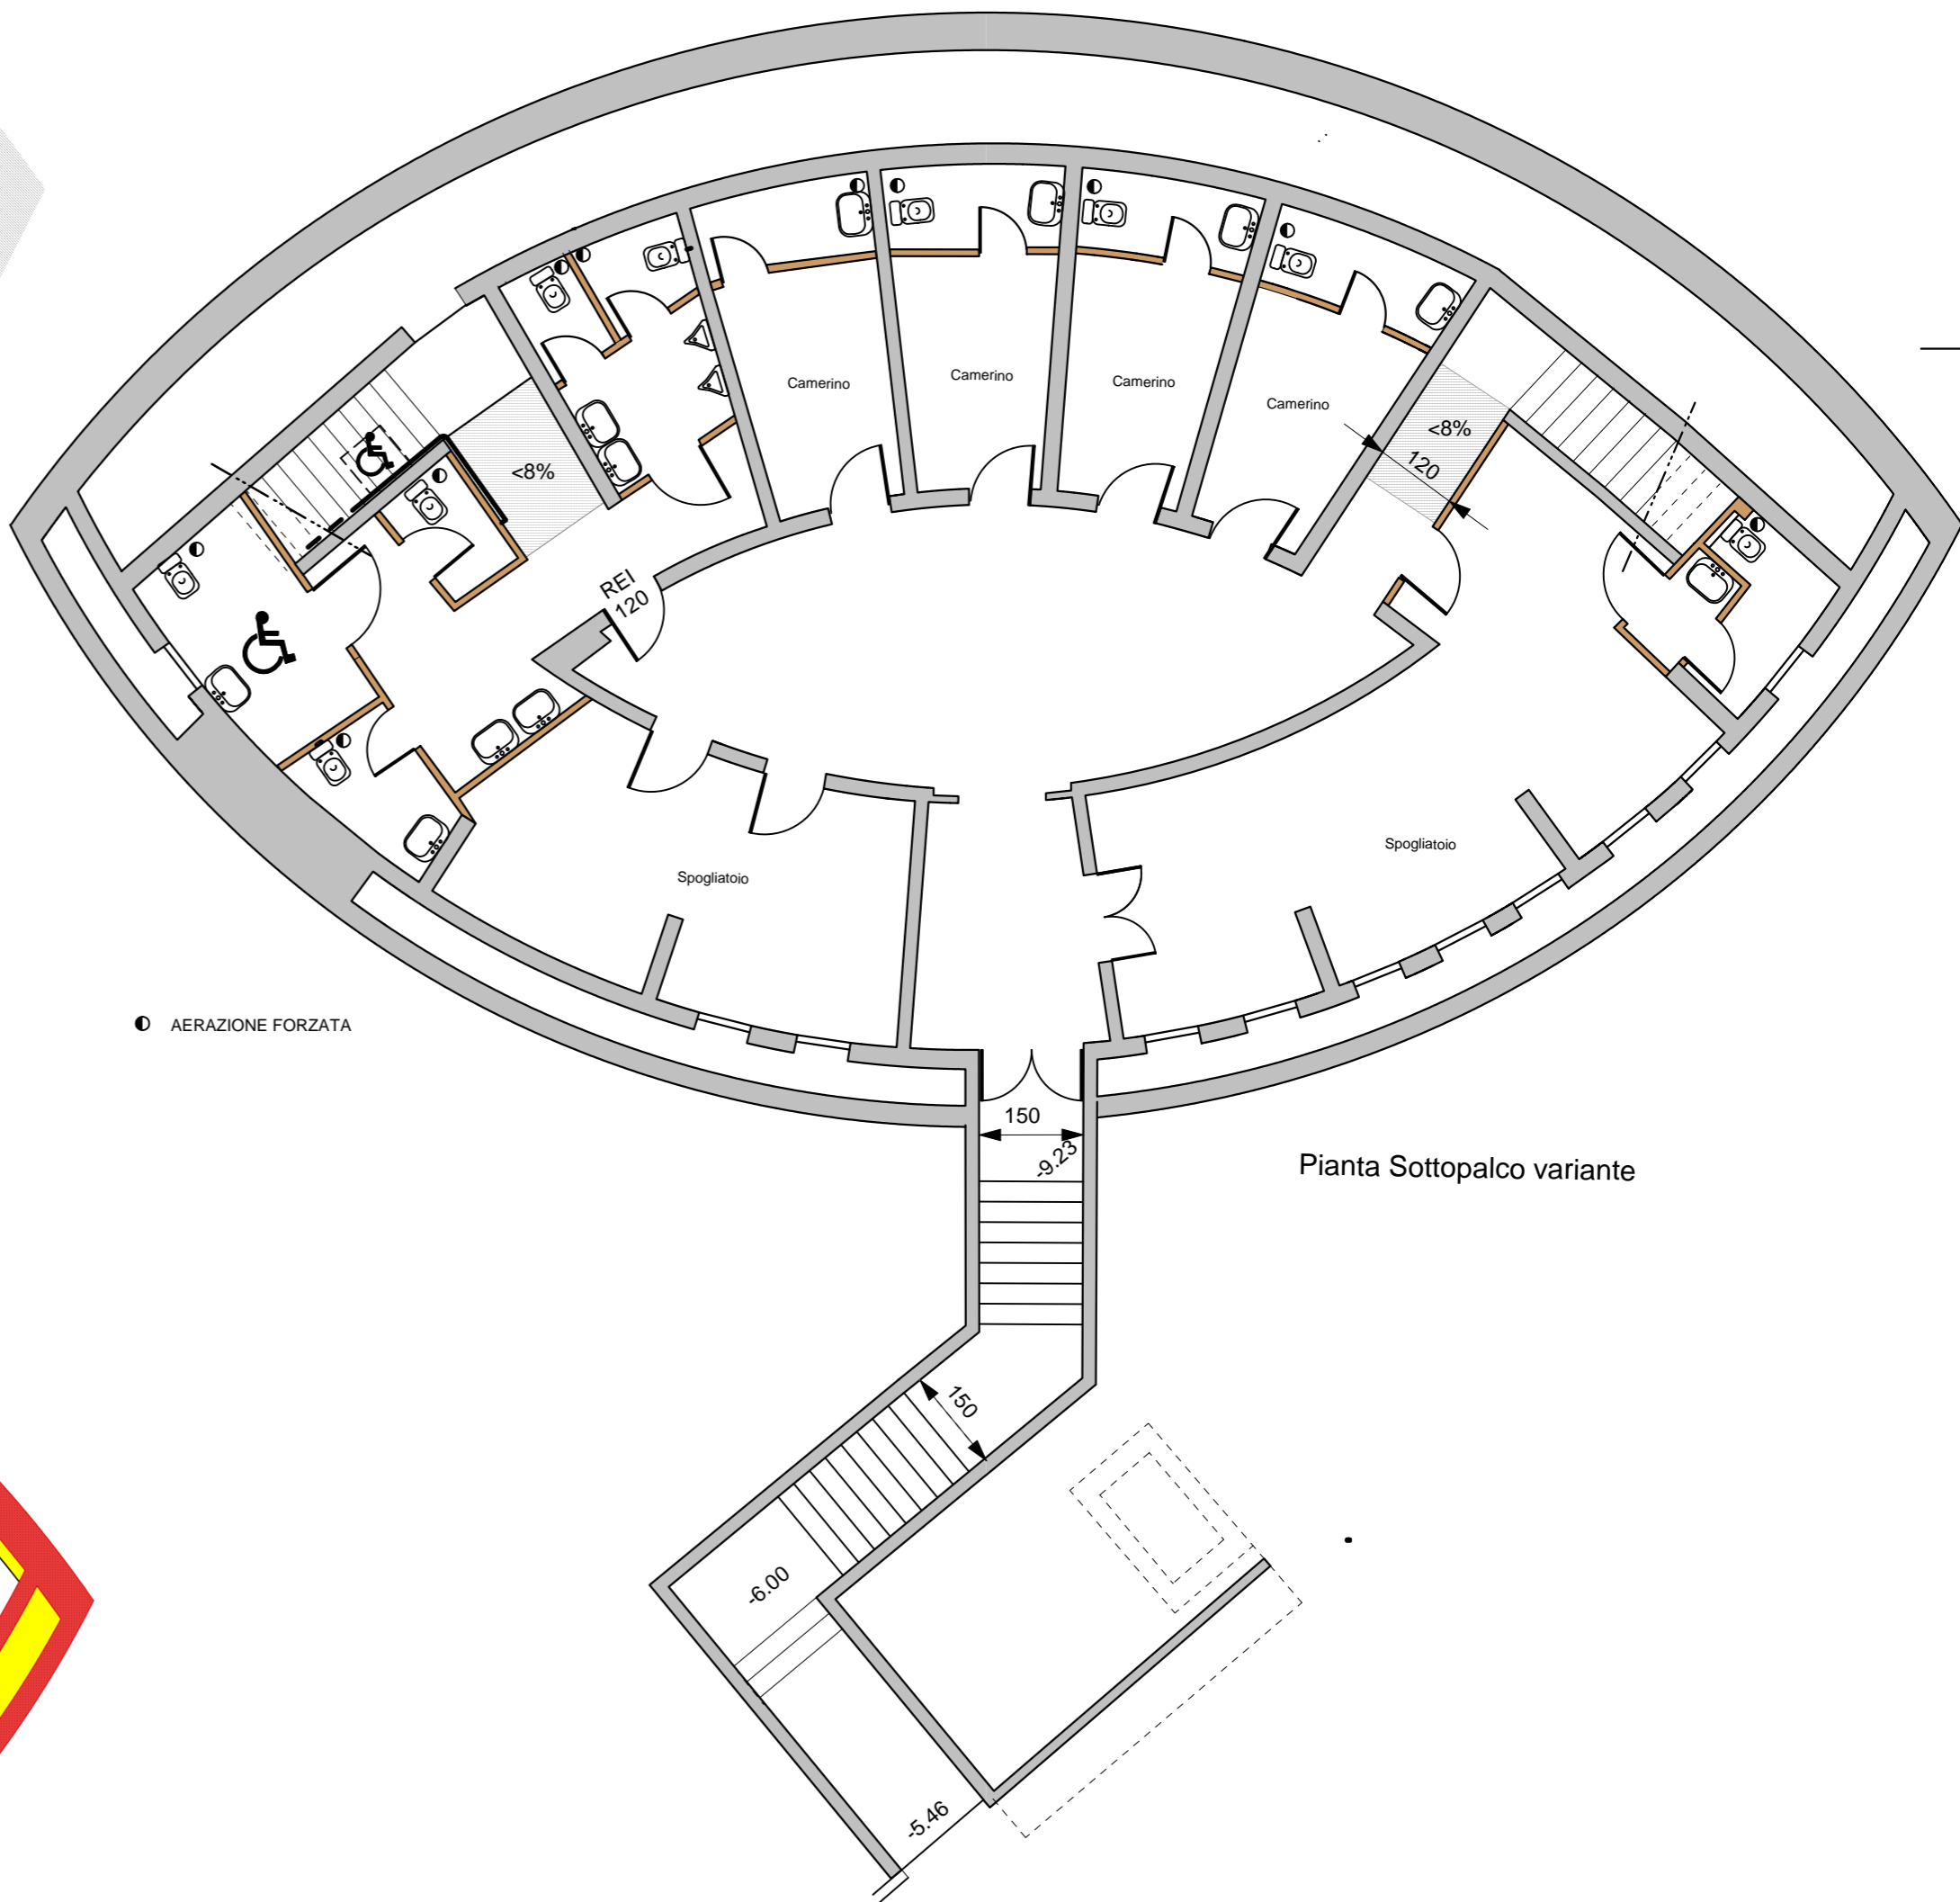 Camerino
Camerino
Camerino
Camerino
<8%
120
<8%
REI
120
Spogliatoio
Spogliatoio
AERAZIONE FORZATA
150
-9.23
Pianta Sottopalco variante
150
-6.00
-5.46